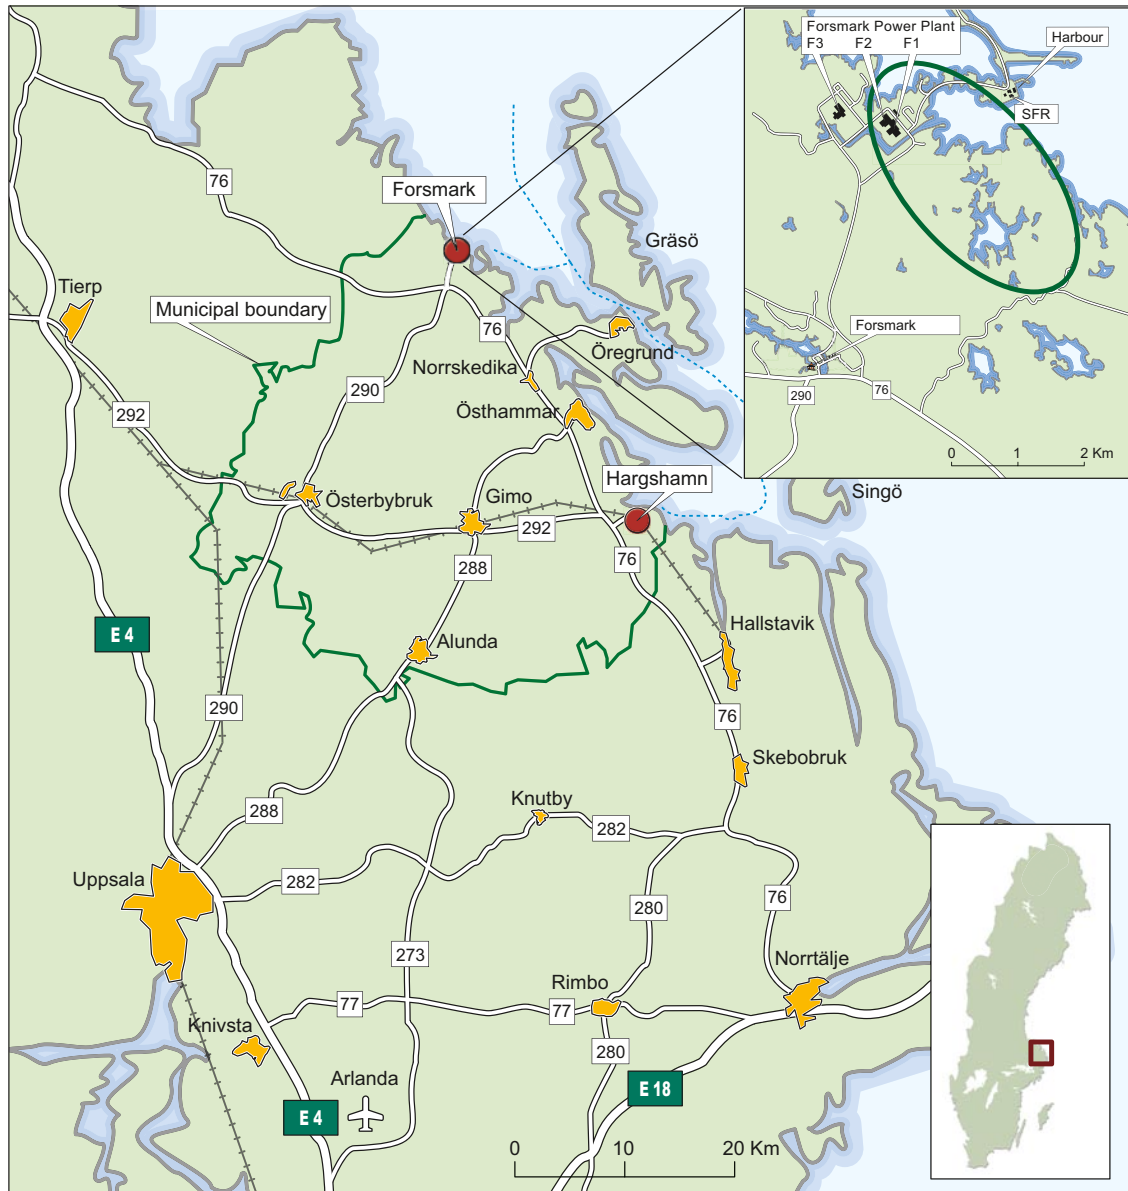 Forsmark Power Plant
F3 F2 F1
Harbour
SFR
Forsmark
290
76
0 1 2 Km
76
Forsmark
Gräsö
Tierp
Municipal boundary
76
Öregrund
Norrskedika
290
Östhammar
292
Hargshamn
Singö
Österbybruk
Gimo
292
76
288
E 4
Hallstavik
Alunda
290
76
Skebobruk
Knutby
288
282
Uppsala
282
76
280
273
Norrtälje
Rimbo
77
77
Knivsta
280
Arlanda
E 18
E 4
0 10 20 Km